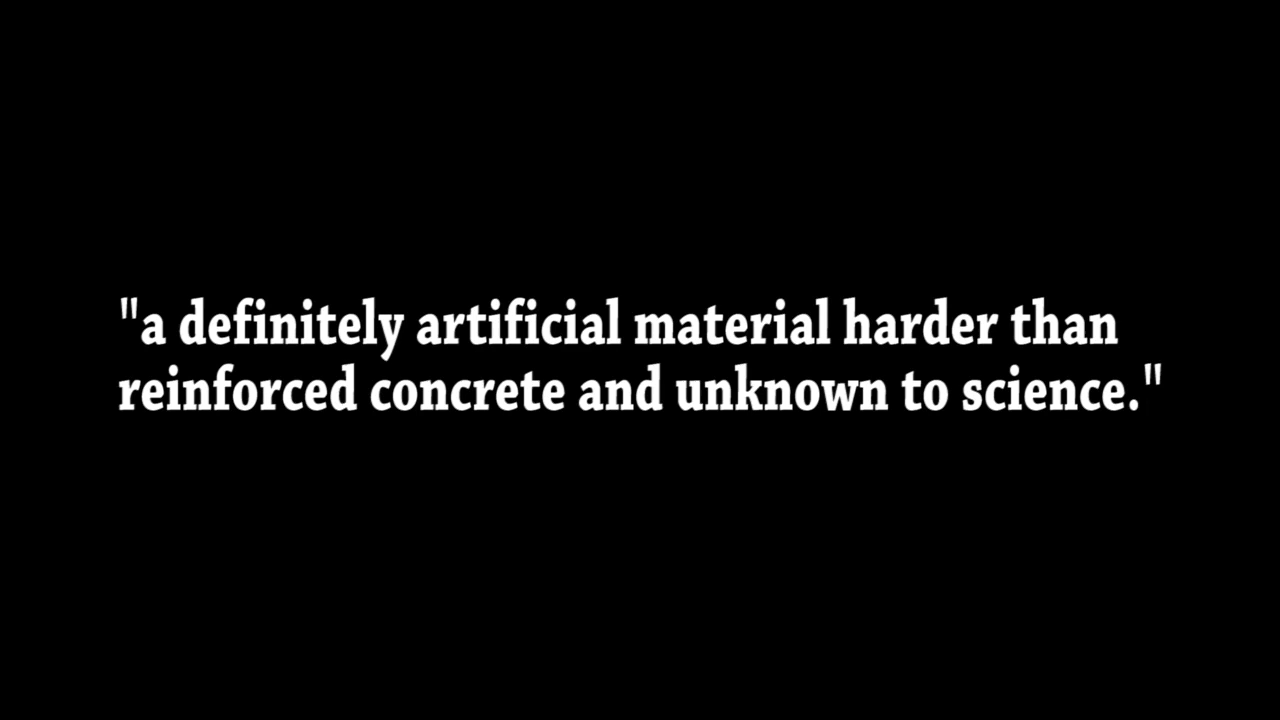 "a definitely artificial material harder than
reinforced concrete and unknown to science."